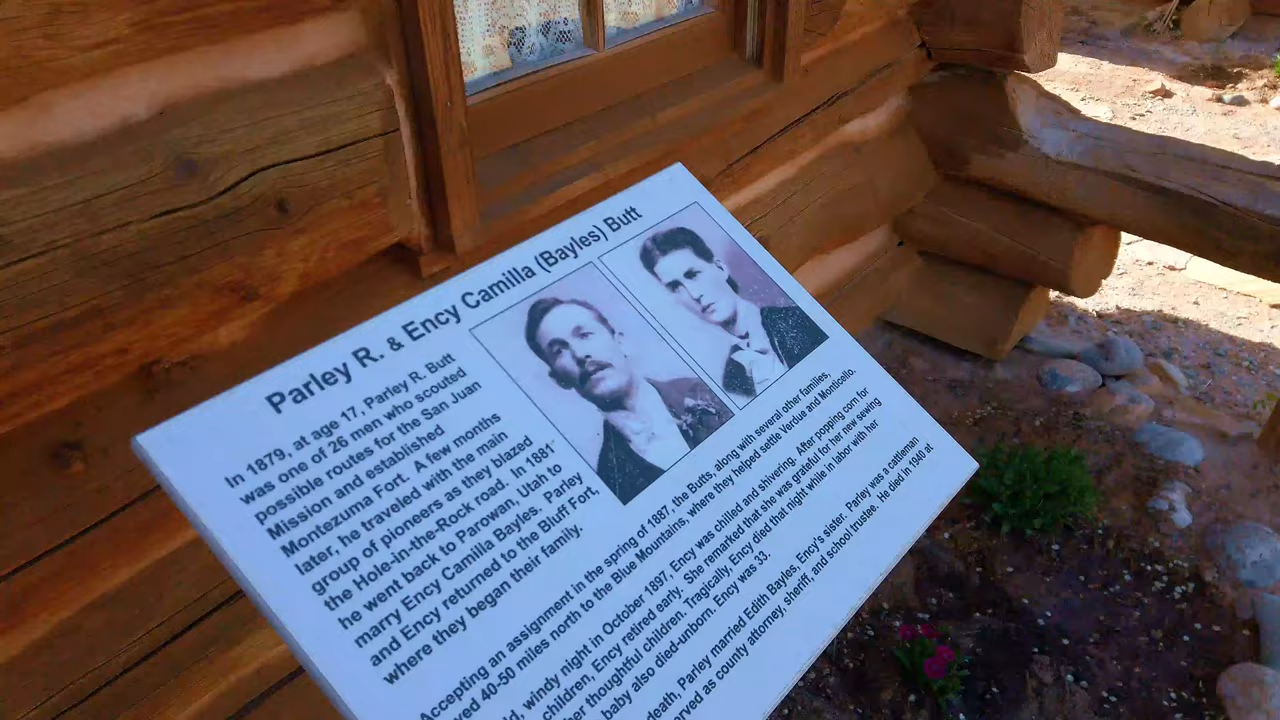 Parley R. & Ency Camilla (Bayles) Butt
In 1879, at age 17, Parley R. Butt
was one of 26 men who scouted
possible routes for the San Juan
Mission and established
Montezuma Fort. A few months
later, he traveled with the main
group of pioneers as they blazed
the Hole-in-the-Rock road. In 1881
he went back to Parowan, Utah to
marry Ency Camilla Bayles. Parley
and Ency returned to the Bluff Fort,
where they began their family.
Accepting an assignment in the spring of 1887, the Butts, along with several other families,
40-50 miles north to the Blue Mountains, where they helped settle Verdue and Monticello.
windy night in October 1897, Ency was chilled and shivering. After popping corn for
children, Ency retired early. She remarked that she was grateful for her new sewing
thoughtful children. Tragically, Ency died that night while in labor with her
baby also died-unborn. Ency was 33.
death, Parley married Edith Bayles, Ency's sister. Parley was a cattleman
as county attorney, sheriff, and school trustee. He died in 1940 at